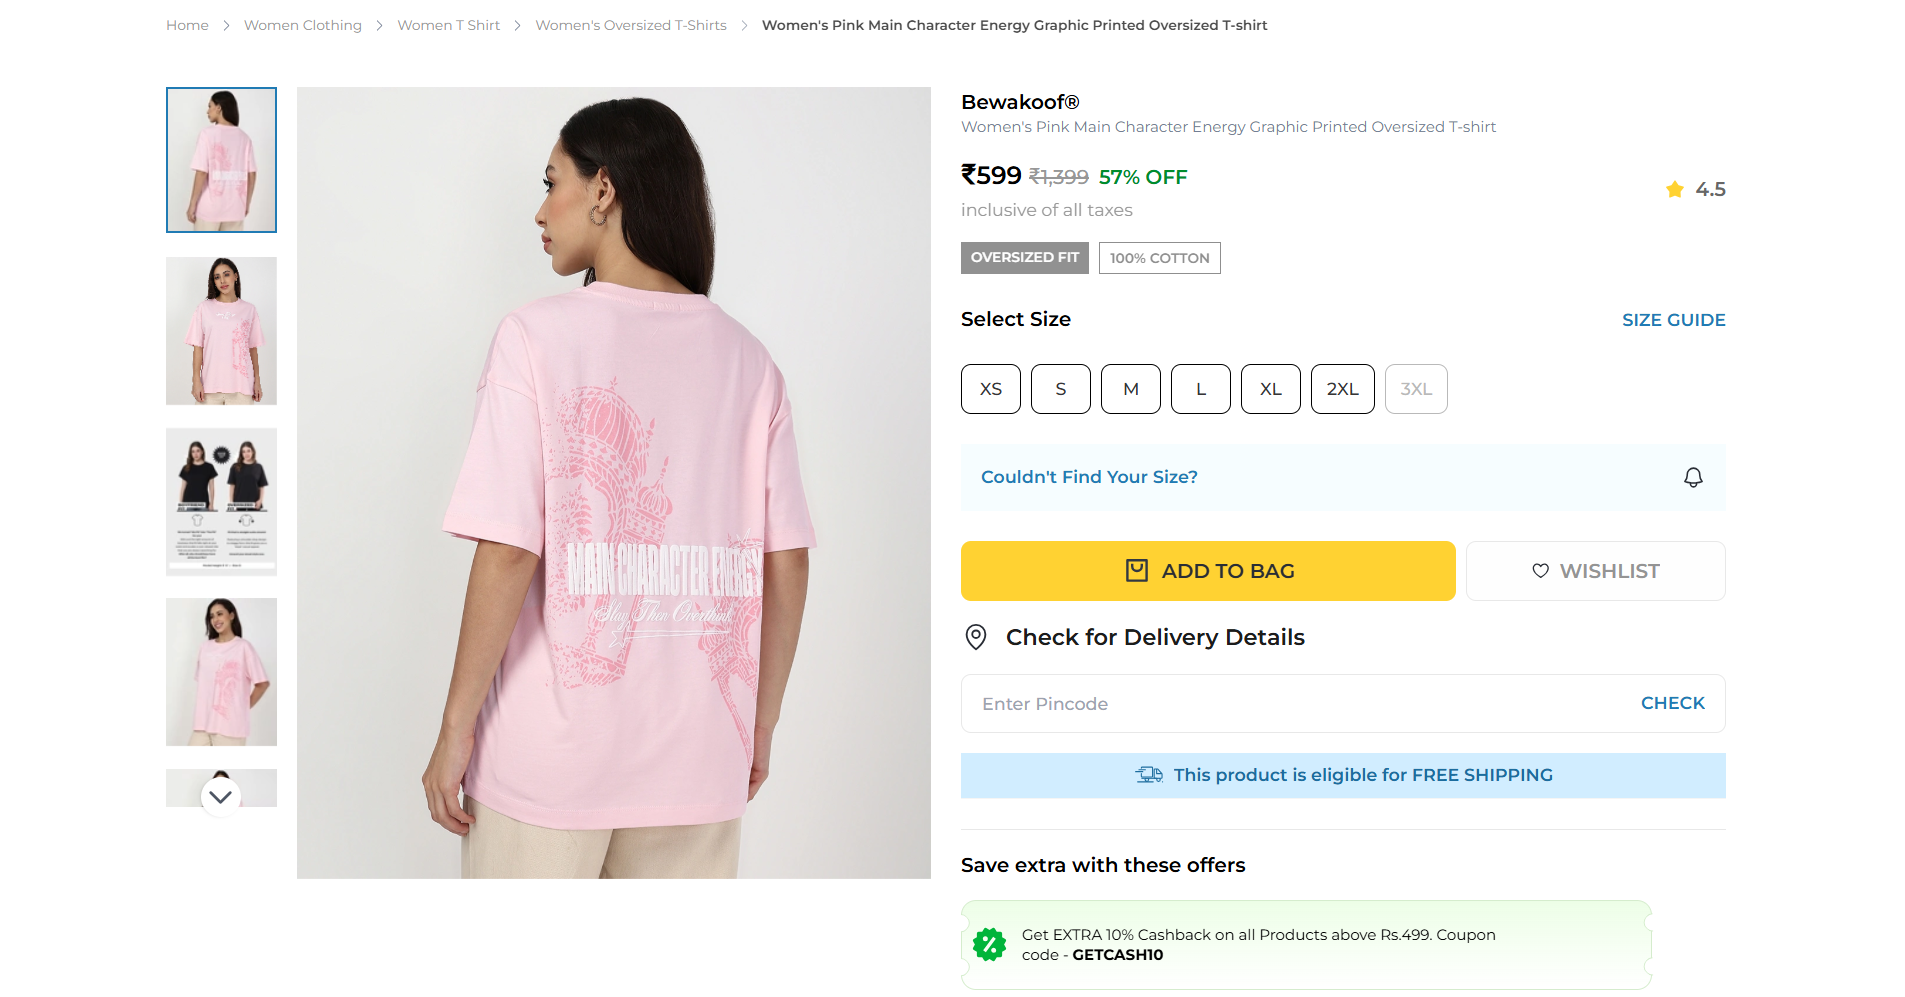 Home > Women Clothing > Women T Shirt > Women's Oversized T-Shirts > Women's Pink Main Character Energy Graphic Printed Oversized T-shirt
MAIN CHARACTER ENERGY
Slay Then Overthink
Bewakoof®
Women's Pink Main Character Energy Graphic Printed Oversized T-shirt
₹599 ₹1,399 57% OFF
4.5
inclusive of all taxes
OVERSIZED FIT 100% COTTON
Select Size SIZE GUIDE
XS S M L XL 2XL 3XL
Couldn't Find Your Size?
ADD TO BAG WISHLIST
Check for Delivery Details
Enter Pincode CHECK
This product is eligible for FREE SHIPPING
Save extra with these offers
Get EXTRA 10% Cashback on all Products above Rs.499. Coupon
code - GETCASH10